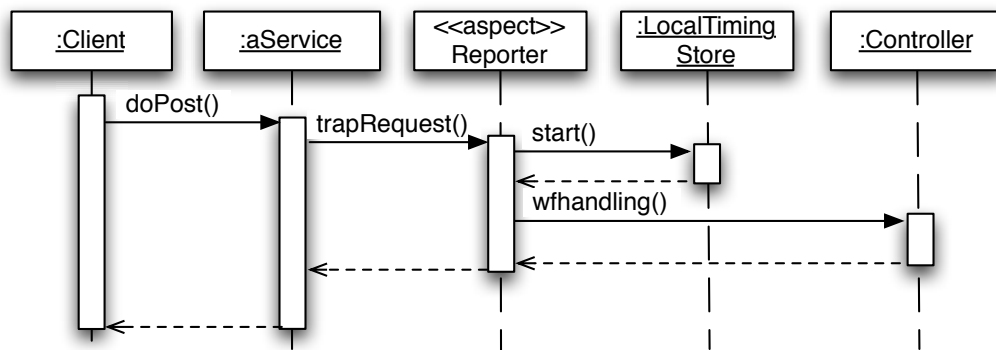 :Client
:aService
<<aspect>>
Reporter
:LocalTiming
Store
:Controller
doPost()
trapRequest()
start()
wfhandling()